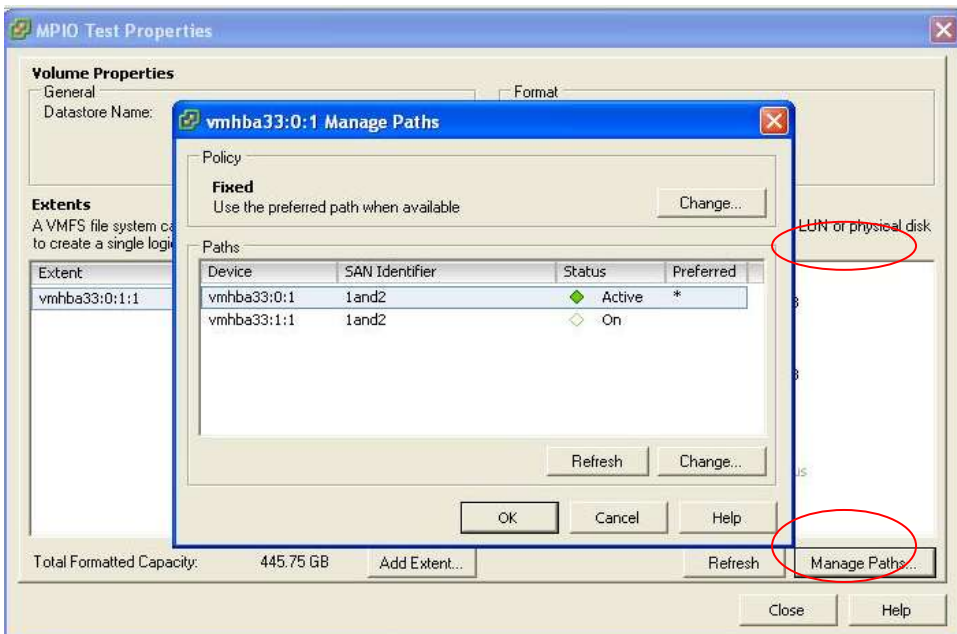 MPIO Test Properties
Volume Properties
General
Format
Datastore Name:
vmhba33:0:1 Manage Paths
Policy
Fixed
Use the preferred path when available
Change...
Extents
A VMFS file system
LUN or physical disk
to create a single
Paths
Extent
Device SAN Identifier Status Preferred
vmhba33:0:1:1
vmhba33:0:1 1and2 Active *
vmhba33:1:1 1and2 On
Refresh Change...
OK Cancel Help
Total Formatted Capacity: 445.75 GB Add Extent... Refresh Manage Paths...
Close Help